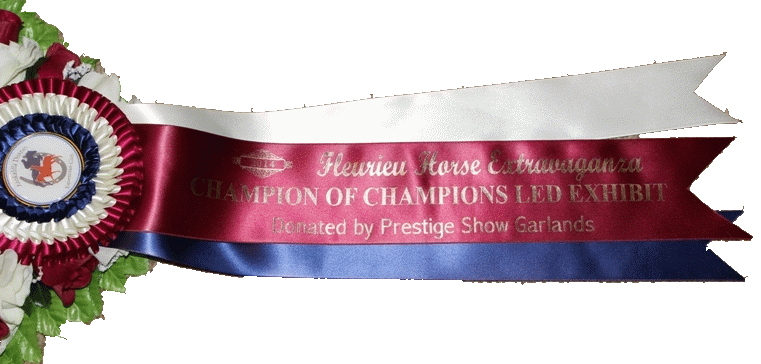 Fleurieu Horse Extravaganza
CHAMPION OF CHAMPIONS LED EXHIBIT
Donated by Prestige Show Garlands